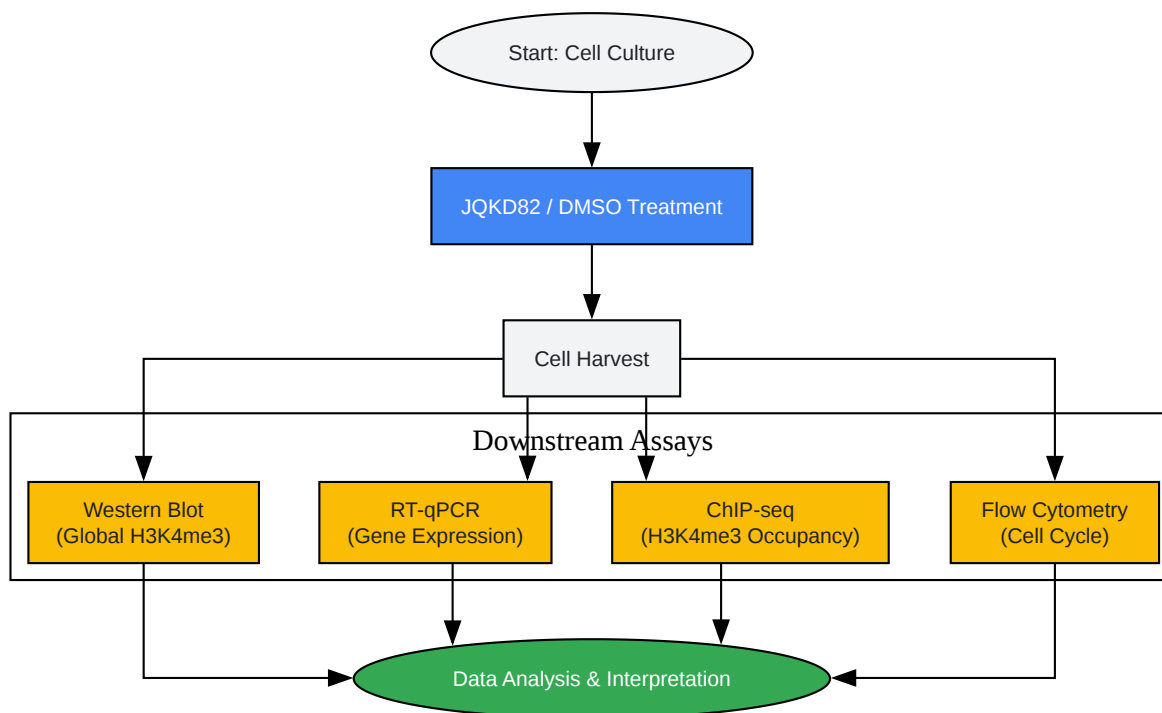 Start: Cell Culture
JQKD82 / DMSO Treatment
Cell Harvest
Downstream Assays
Western Blot
(Global H3K4me3)
RT-qPCR
(Gene Expression)
ChIP-seq
(H3K4me3 Occupancy)
Flow Cytometry
(Cell Cycle)
Data Analysis & Interpretation